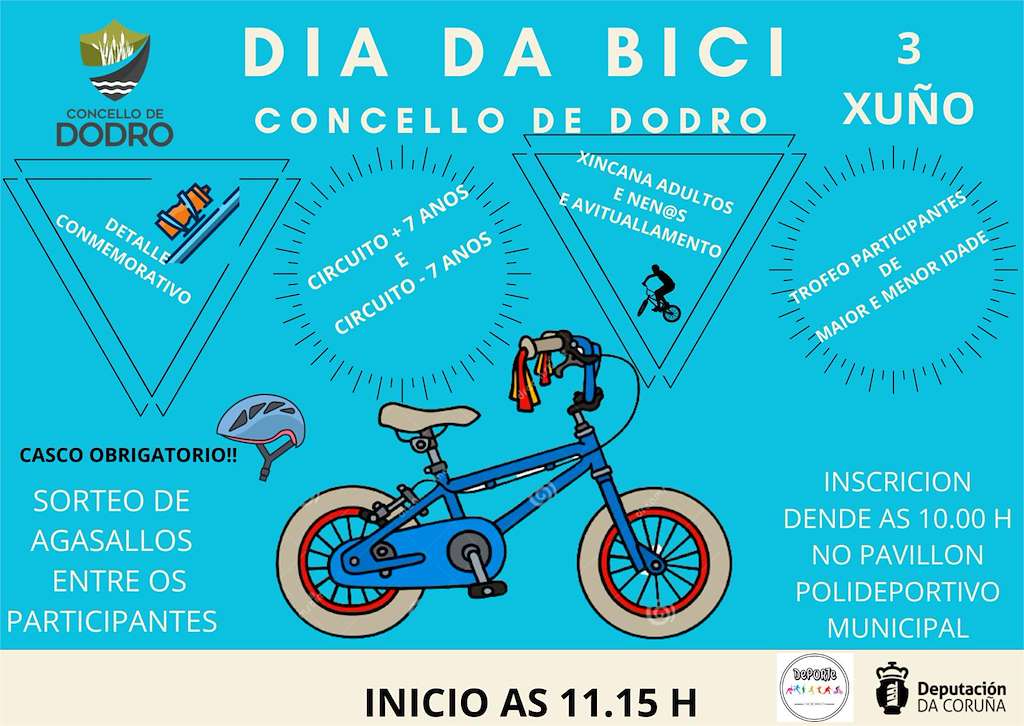 DIA DA BICI
CONCELLO DE DODRO
3
XUÑO
CONCELLO DE
DODRO
DETALLE
CONMEMORATIVO
CIRCUITO + 7 ANOS
E
CIRCUITO - 7 ANOS
XINCANA ADULTOS
E NEN@S
E AVITUALLAMENTO
TROFEO PARTICIPANTES
DE
MAIOR E MENOR IDADE
CASCO OBRIGATORIO!!
SORTEO DE
AGASALLOS
ENTRE OS
PARTICIPANTES
INSCRICION
DENDE AS 10.00 H
NO PAVILLON
POLIDEPORTIVO
MUNICIPAL
INICIO AS 11.15 H
DePORTe
Deputación
DA CORUÑA